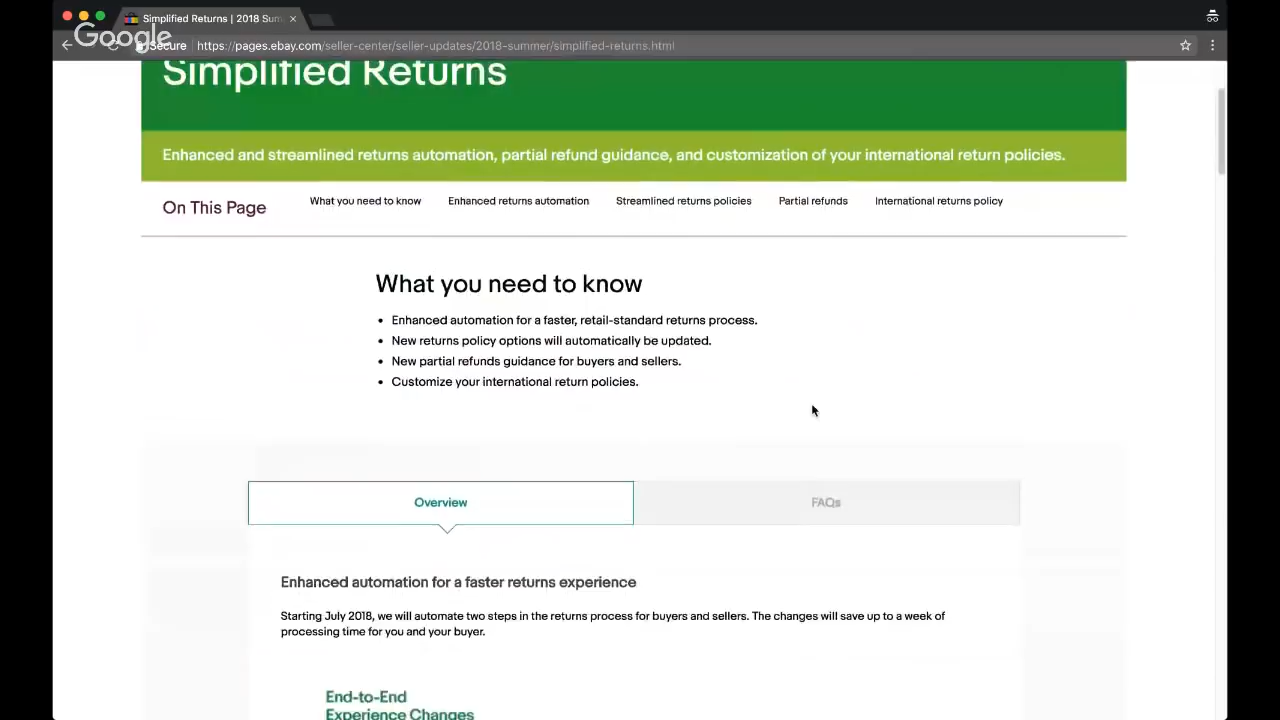 Simplified Returns | 2018 Sum
Google
Secure https://pages.ebay.com/seller-center/seller-updates/2018-summer/simplified-returns.html
Simplified Returns
Enhanced and streamlined returns automation, partial refund guidance, and customization of your international return policies.
On This Page What you need to know Enhanced returns automation Streamlined returns policies Partial refunds International returns policy
What you need to know
• Enhanced automation for a faster, retail-standard returns process.
• New returns policy options will automatically be updated.
• New partial refunds guidance for buyers and sellers.
• Customize your international return policies.
Overview FAQs
Enhanced automation for a faster returns experience
Starting July 2018, we will automate two steps in the returns process for buyers and sellers. The changes will save up to a week of
processing time for you and your buyer.
End-to-End
Experience Changes